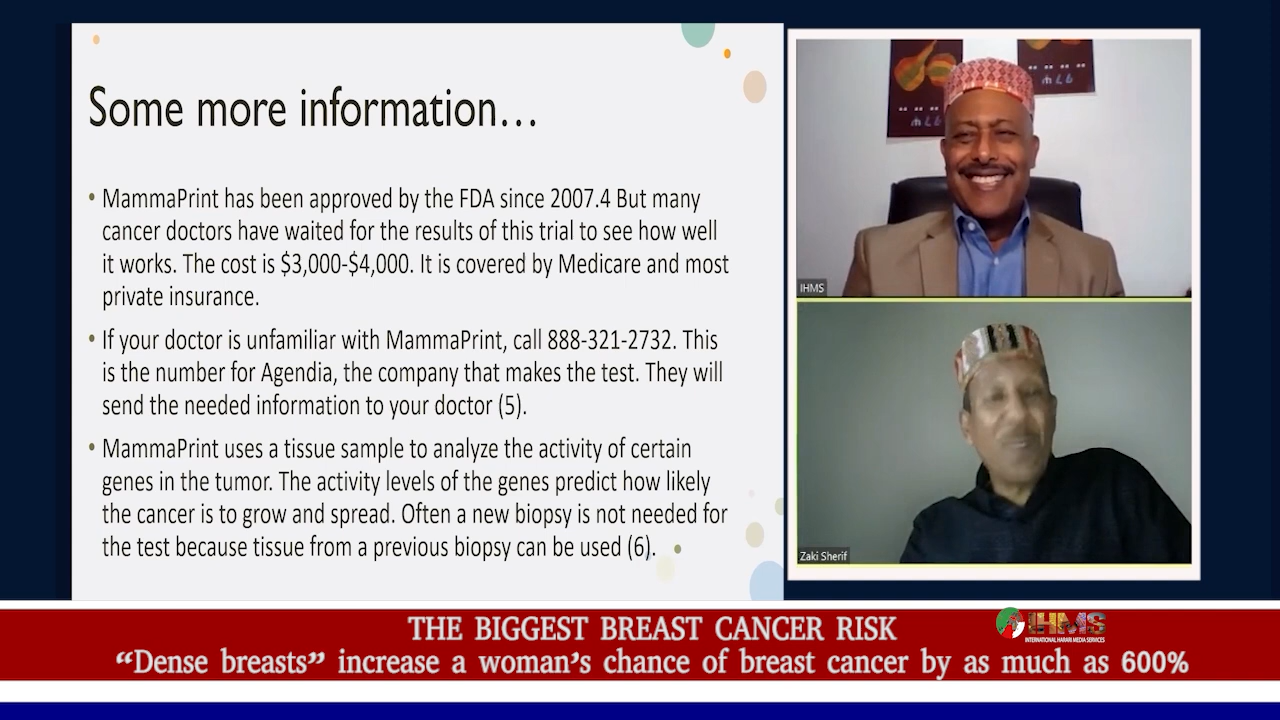 Some more information…
• MammaPrint has been approved by the FDA since 2007.4 But many
cancer doctors have waited for the results of this trial to see how well
it works. The cost is $3,000-$4,000. It is covered by Medicare and most
private insurance.
• If your doctor is unfamiliar with MammaPrint, call 888-321-2732. This
is the number for Agendia, the company that makes the test. They will
send the needed information to your doctor (5).
• MammaPrint uses a tissue sample to analyze the activity of certain
genes in the tumor. The activity levels of the genes predict how likely
the cancer is to grow and spread. Often a new biopsy is not needed for
the test because tissue from a previous biopsy can be used (6).
ሐረሪ
ሐረሪ
IHMS
Zaki Sherif
THE BIGGEST BREAST CANCER RISK
IHMS
INTERNATIONAL HARARI MEDIA SERVICES
“Dense breasts” increase a woman’s chance of breast cancer by as much as 600%